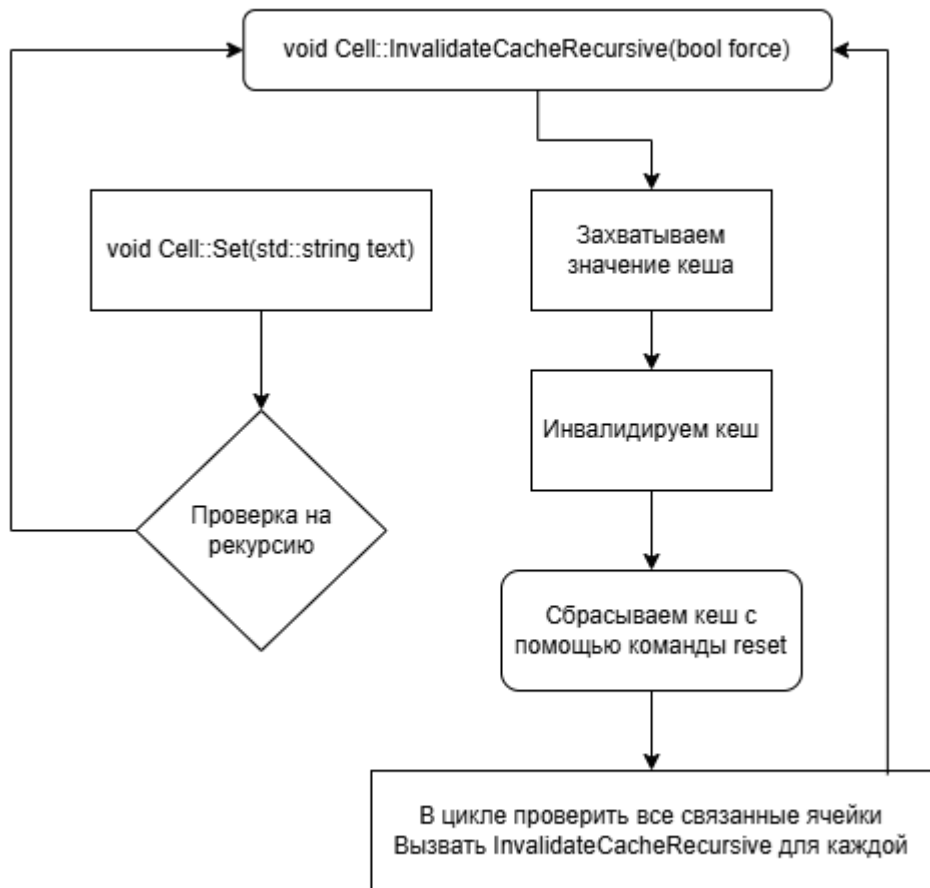 void Cell::InvalidateCacheRecursive(bool force)
void Cell::Set(std::string text)
Захватываем
значение кеша
Инвалидируем кеш
Проверка на
рекурсию
Сбрасываем кеш с
помощью команды reset
В цикле проверить все связанные ячейки
Вызвать InvalidateCacheRecursive для каждой